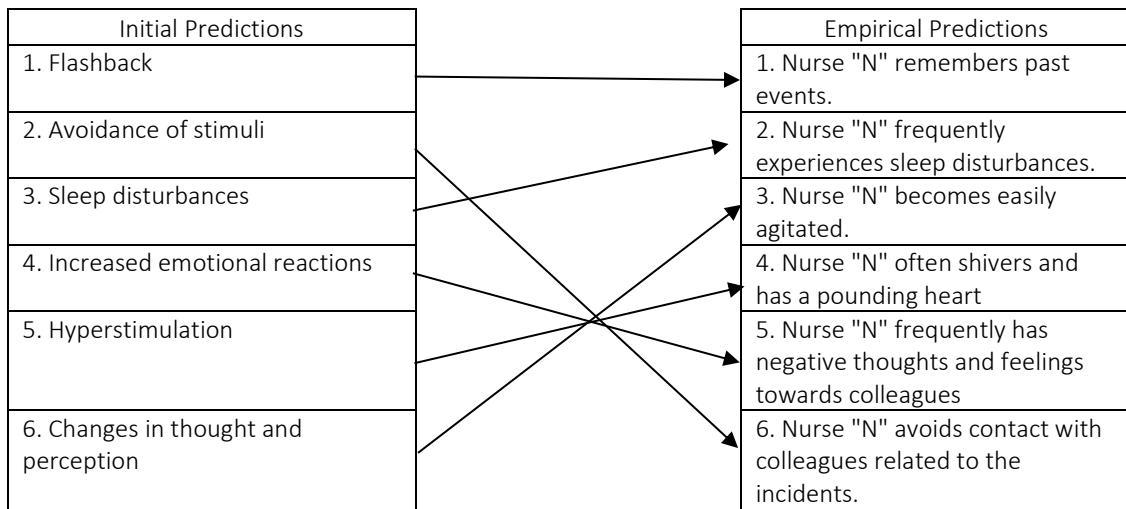 Initial Predictions
1. Flashback
2. Avoidance of stimuli
3. Sleep disturbances
4. Increased emotional reactions
5. Hyperstimulation
6. Changes in thought and
perception
Empirical Predictions
1. Nurse "N" remembers past
events.
2. Nurse "N" frequently
experiences sleep disturbances.
3. Nurse "N" becomes easily
agitated.
4. Nurse "N" often shivers and
has a pounding heart
5. Nurse "N" frequently has
negative thoughts and feelings
towards colleagues
6. Nurse "N" avoids contact with
colleagues related to the
incidents.